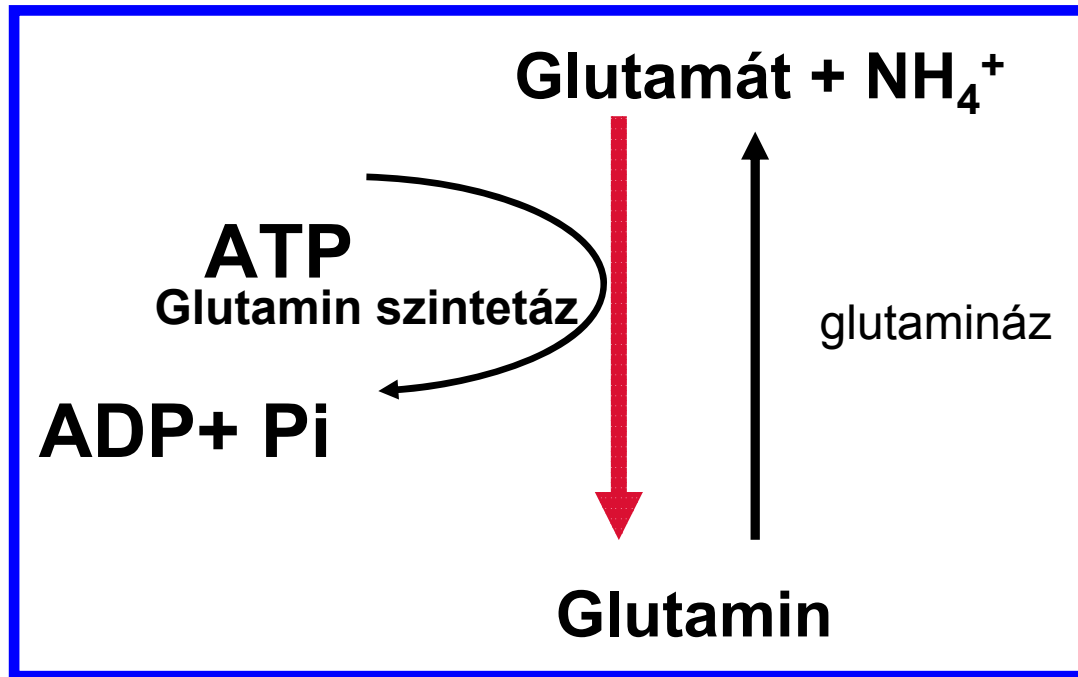 Glutamát + NH₄⁺
ATP
Glutamin szintetáz
glutamináz
ADP+ Pi
Glutamin